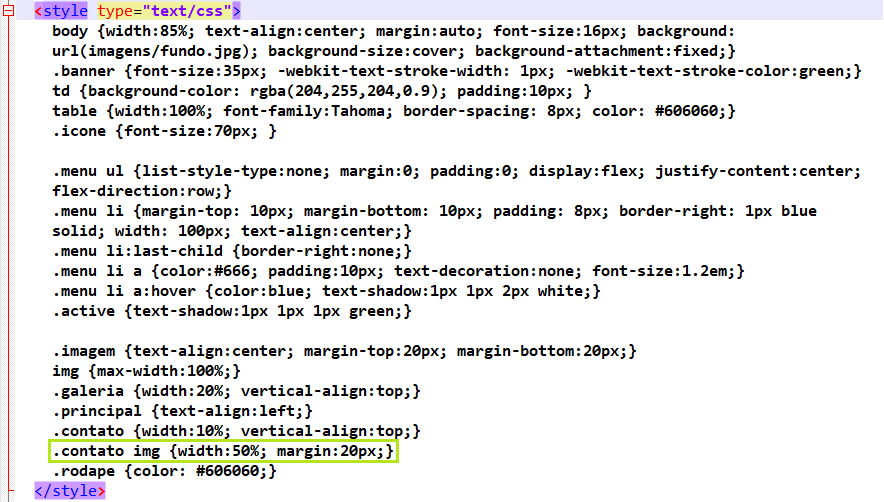 <style type="text/css">
body {width:85%; text-align:center; margin:auto; font-size:16px; background:
url(imagens/fundo.jpg); background-size:cover; background-attachment:fixed;}
.banner {font-size:35px; -webkit-text-stroke-width: 1px; -webkit-text-stroke-color:green;}
td {background-color: rgba(204,255,204,0.9); padding:10px; }
table {width:100%; font-family:Tahoma; border-spacing: 8px; color: #606060;}
.icone {font-size:70px; }
.menu ul {list-style-type:none; margin:0; padding:0; display:flex; justify-content:center;
flex-direction:row;}
.menu li {margin-top: 10px; margin-bottom: 10px; padding: 8px; border-right: 1px blue
solid; width: 100px; text-align:center;}
.menu li:last-child {border-right:none;}
.menu li a {color:#666; padding:10px; text-decoration:none; font-size:1.2em;}
.menu li a:hover {color:blue; text-shadow:1px 1px 2px white;}
.active {text-shadow:1px 1px 1px green;}
.imagem {text-align:center; margin-top:20px; margin-bottom:20px;}
img {max-width:100%;}
.galeria {width:20%; vertical-align:top;}
.principal {text-align:left;}
.contato {width:10%; vertical-align:top;}
.contato img {width:50%; margin:20px;}
.rodape {color: #606060;}
</style>